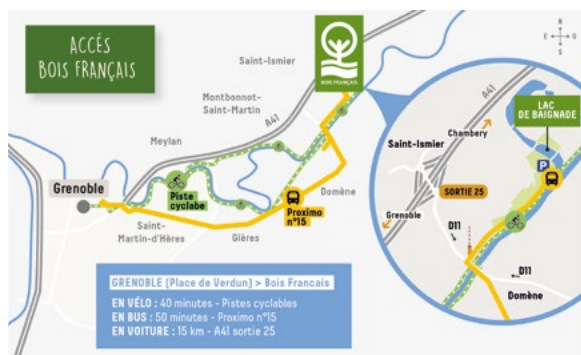 ACCÉS
BOIS FRANÇAIS
BOIS FRANÇAIS
N
E
O
S
Saint-Ismier
Montbonnot-
Saint-Martin
A41
Meylan
Grenoble
Piste
cyclabe
Domène
Proximo
n°15
Saint-
Martin-d'Hères
Gières
A41
LAC
DE BAIGNADE
Chambery
Saint-Ismier
P
SORTIE 25
Grenoble
D11
D11
Domène
GRENOBLE (Place de Verdun) > Bois Francais
EN VÉLO : 40 minutes - Pistes cyclables
EN BUS : 50 minutes - Proximo n°15
EN VOITURE : 15 km - A41 sortie 25